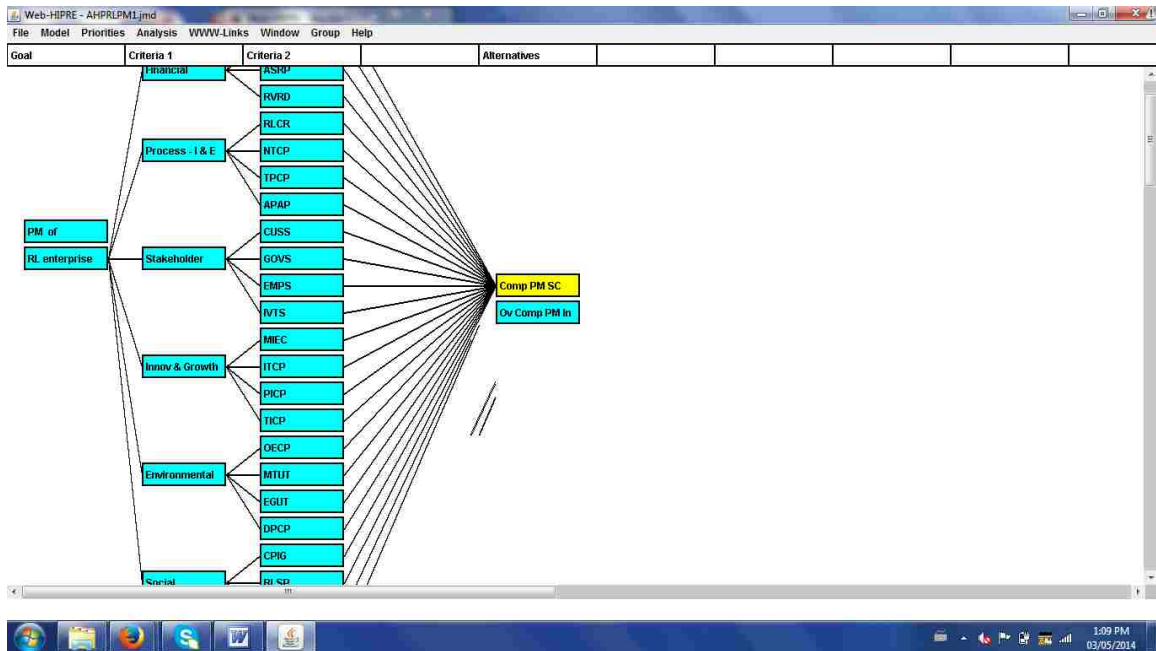 Web-HIPRE - AHPRLPM1.jmd
File Model Priorities Analysis WWW-Links Window Group Help
Goal Criteria 1 Criteria 2 Alternatives
Financial ASRP
RVRD
RLCR
Process - I & E NTCP
TPCP
APAP
PM of CUSS
RL enterprise Stakeholder GOVS
EMPS Comp PM SC
IVTS Ov Comp PM In
MIEC
Innov & Growth ITCP
PICP
TICP
OECP
Environmental MTUT
EGUT
DPCP
CPIG
Social RLSP
1:09 PM
03/05/2014